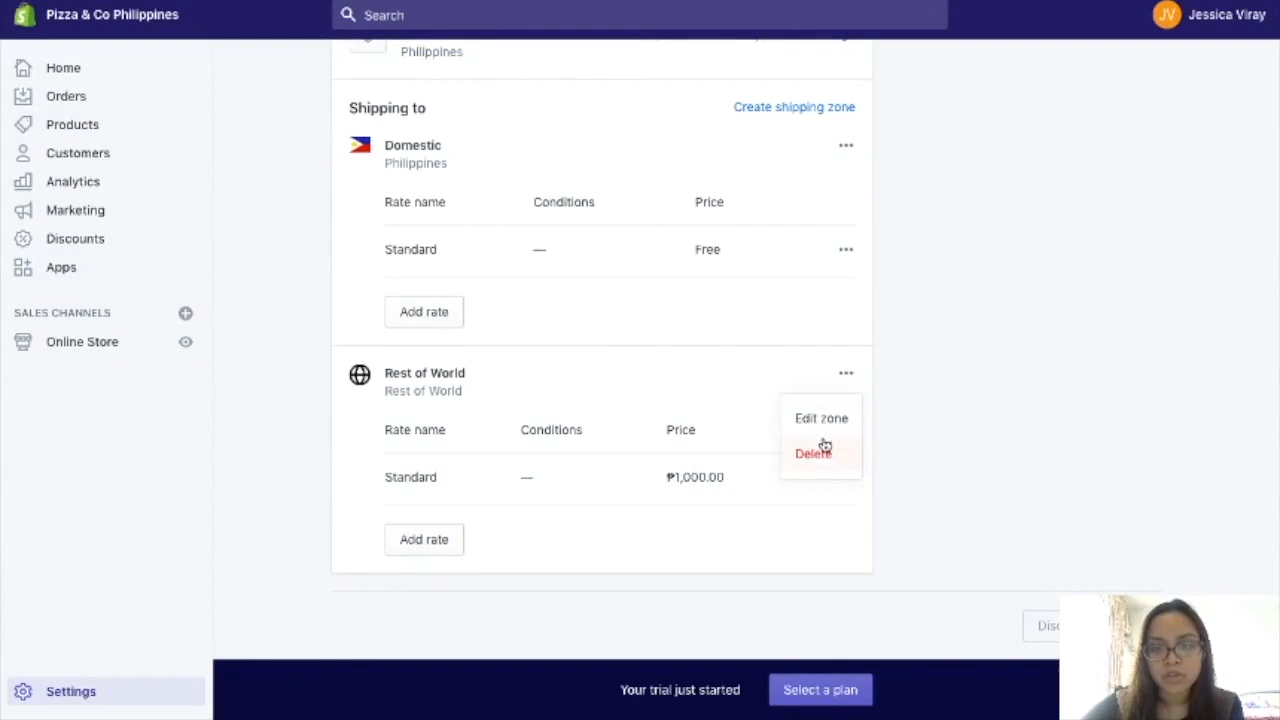 Pizza & Co Philippines
Search
JV Jessica Viray
Home
Orders
Products
Customers
Analytics
Marketing
Discounts
Apps
SALES CHANNELS
Online Store
Settings
Philippines
Shipping to
Create shipping zone
Domestic
Philippines
Rate name Conditions Price
Standard — Free
Add rate
Rest of World
Rest of World
Edit zone
Delete
Rate name Conditions Price
Standard — ₱1,000.00
Add rate
Your trial just started
Select a plan